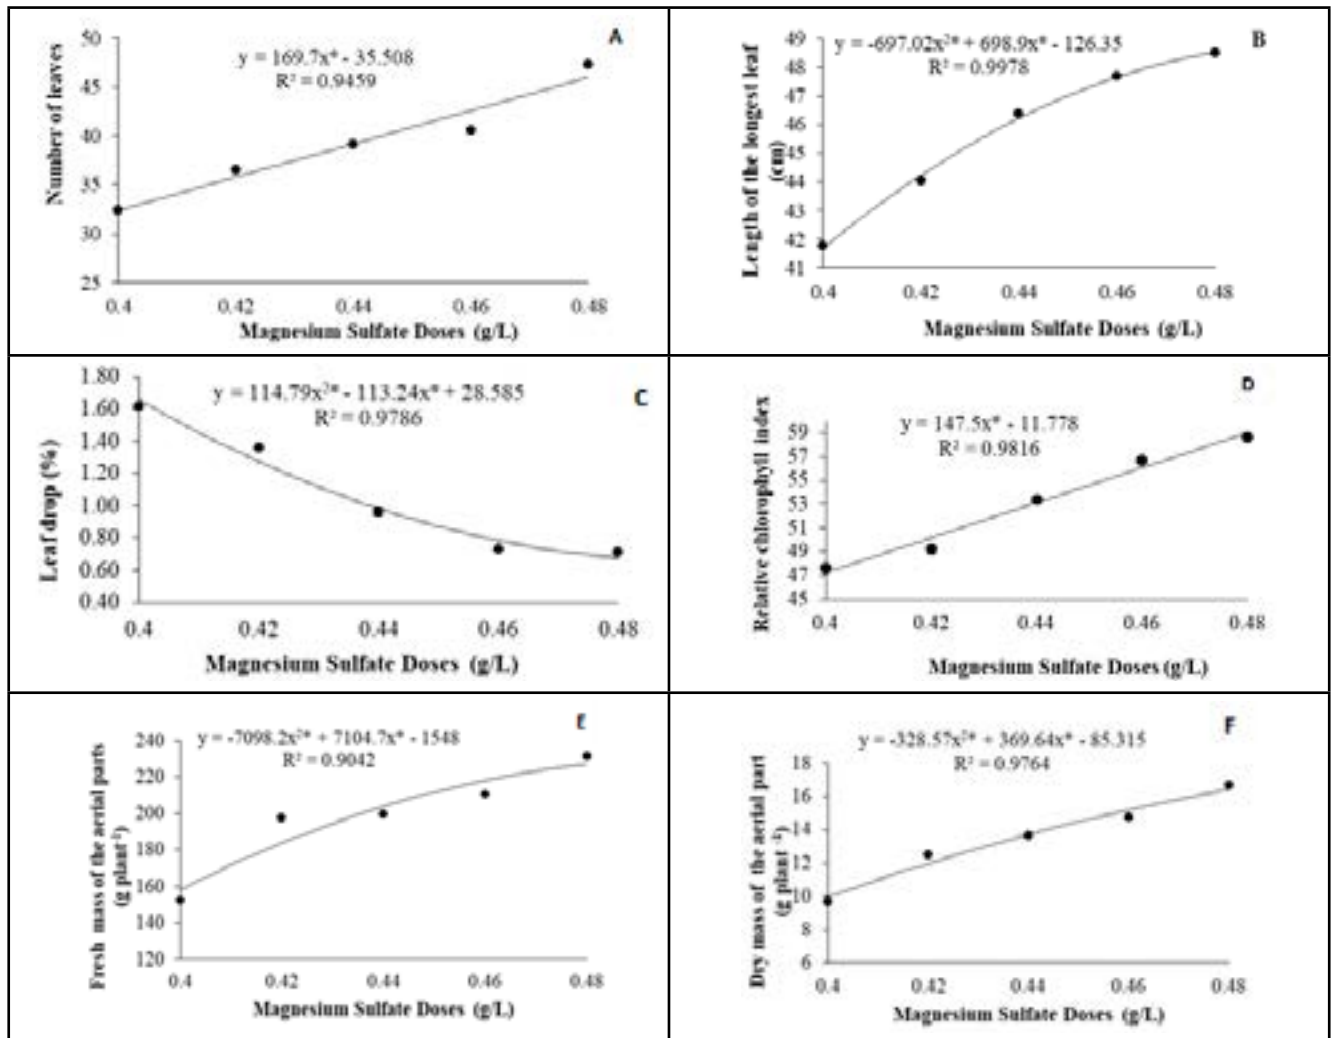 A
y = 169.7x* - 35.508
R² = 0.9459
Number of leaves
50
45
40
35
30
25
0.4 0.42 0.44 0.46 0.48
Magnesium Sulfate Doses (g/L)
B
y = -697.02x²* + 698.9x* - 126.35
R² = 0.9978
Length of the longest leaf
(cm)
49
48
47
46
45
44
43
42
41
0.4 0.42 0.44 0.46 0.48
Magnesium Sulfate Doses (g/L)
C
y = 114.79x²* - 113.24x* + 28.585
R² = 0.9786
Leaf drop (%)
1.80
1.60
1.40
1.20
1.00
0.80
0.60
0.40
0.4 0.42 0.44 0.46 0.48
Magnesium Sulfate Doses (g/L)
D
y = 147.5x* - 11.778
R² = 0.9816
Relative chlorophyll index
59
57
55
53
51
49
47
45
0.4 0.42 0.44 0.46 0.48
Magnesium Sulfate Doses (g/L)
E
y = -7098.2x²* + 7104.7x* - 1548
R² = 0.9042
Fresh mass of the aerial parts
(g plant⁻¹)
240
220
200
180
160
140
120
0.4 0.42 0.44 0.46 0.48
Magnesium Sulfate Doses (g/L)
F
y = -328.57x²* + 369.64x* - 85.315
R² = 0.9764
Dry mass of the aerial part
(g plant⁻¹)
18
16
14
12
10
8
6
0.4 0.42 0.44 0.46 0.48
Magnesium Sulfate Doses (g/L)